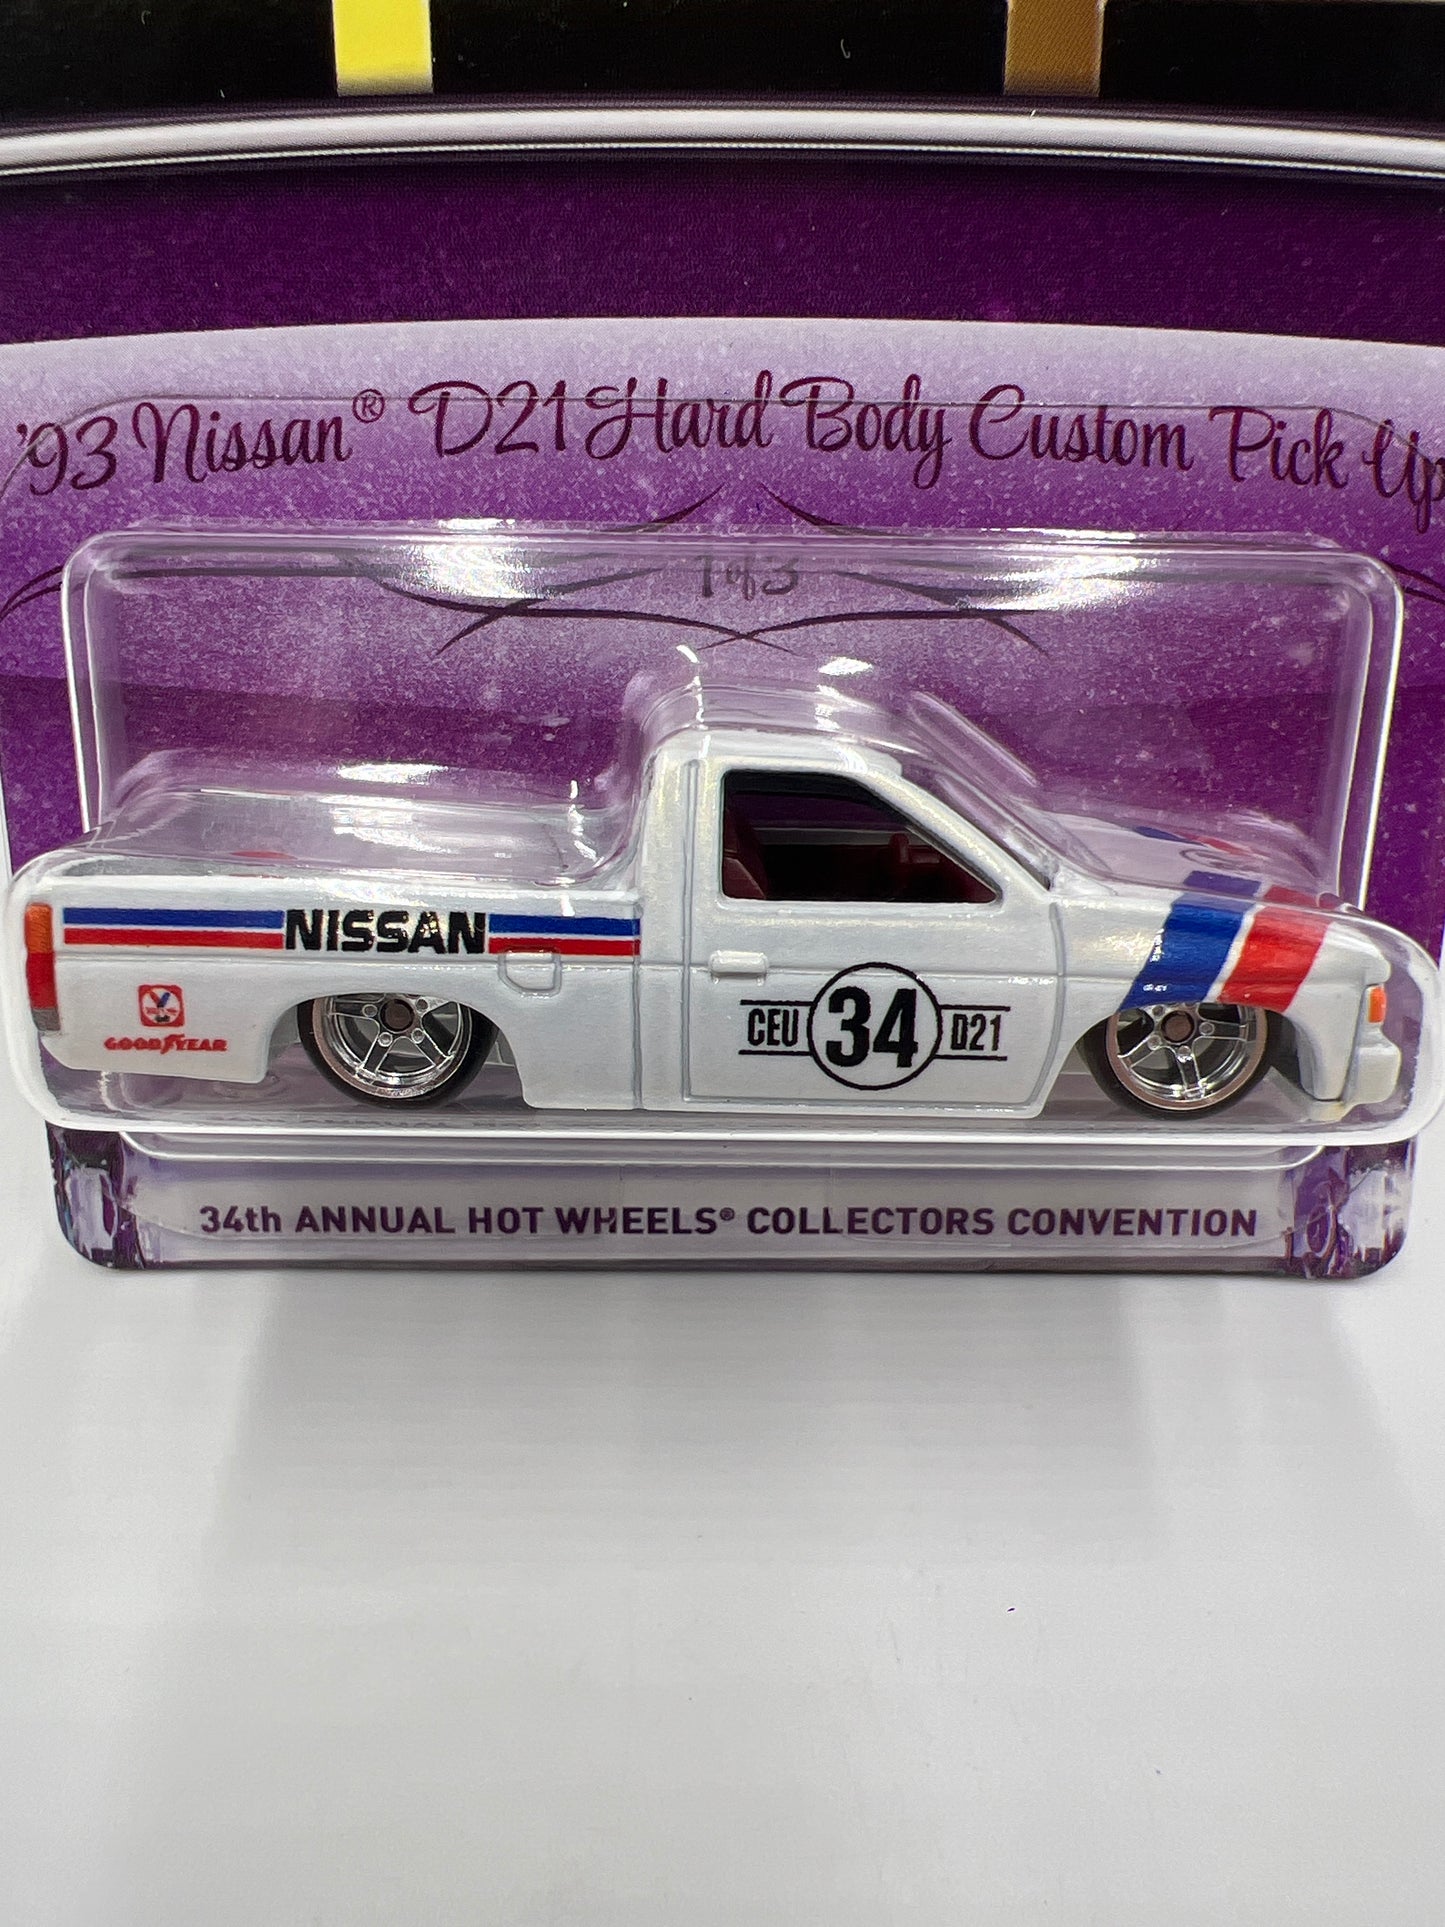 '93 Nissan® D21 Hard Body Custom Pick Up
1 of 3
NISSAN
CEU 34 D21
GOODYEAR
34th ANNUAL HOT WHEELS® COLLECTORS CONVENTION